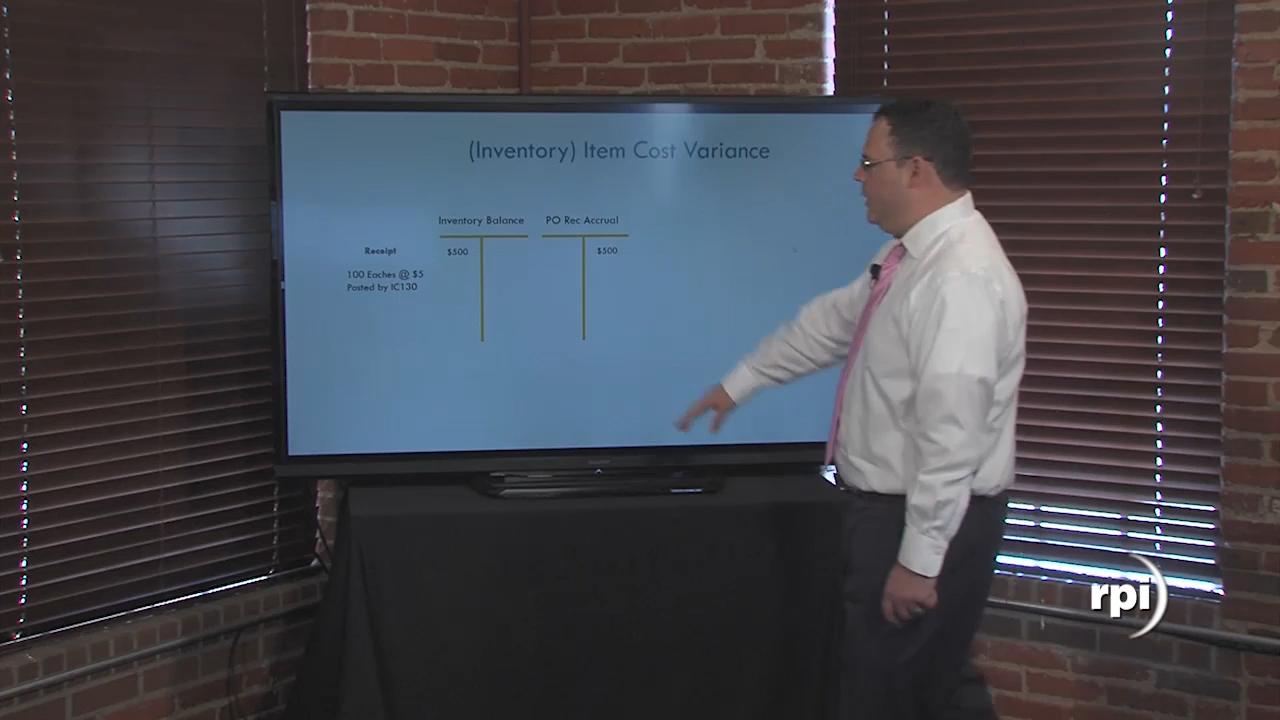 (Inventory) Item Cost Variance
Inventory Balance PO Rec Accrual
Receipt $500 $500
100 Eaches @ $5
Posted by IC130
rpi